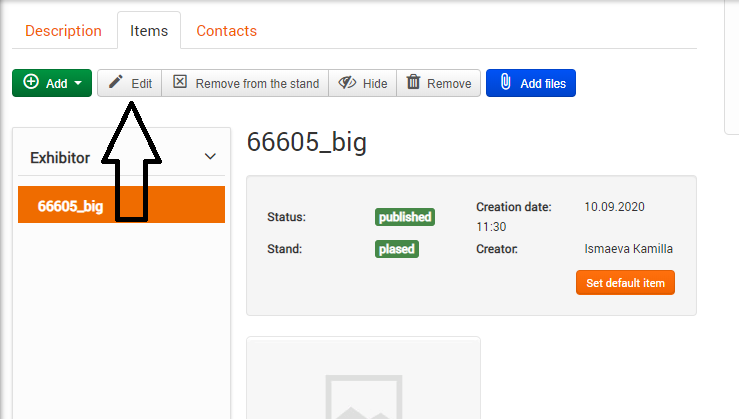 Description Items Contacts
Add Edit Remove from the stand Hide Remove Add files
Exhibitor
66605_big
66605_big
Status: published
Creation date: 10.09.2020
11:30
Stand: plased
Creator: Ismaeva Kamilla
Set default item